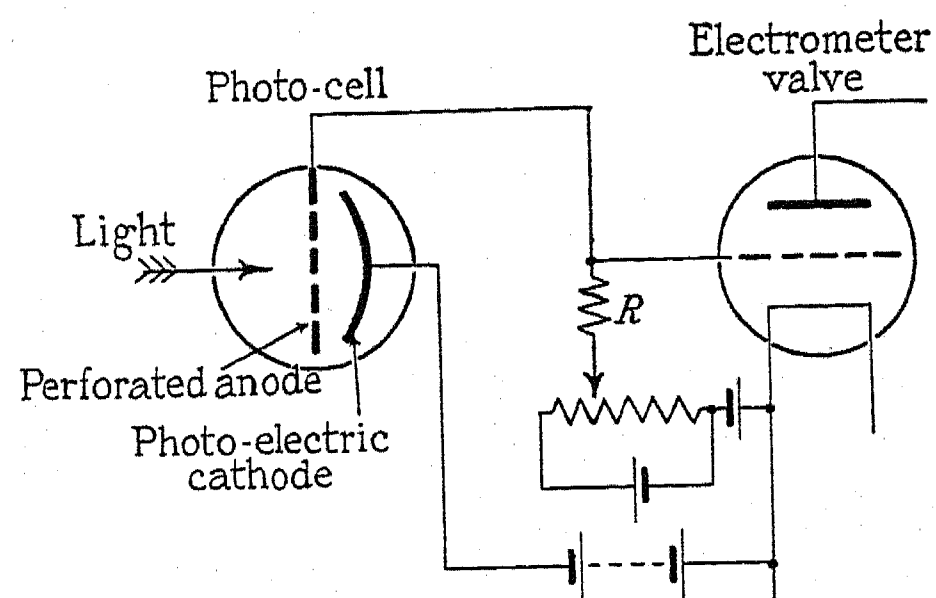 Electrometer
valve
Photo-cell
Light
R
Perforated anode
Photo-electric
cathode